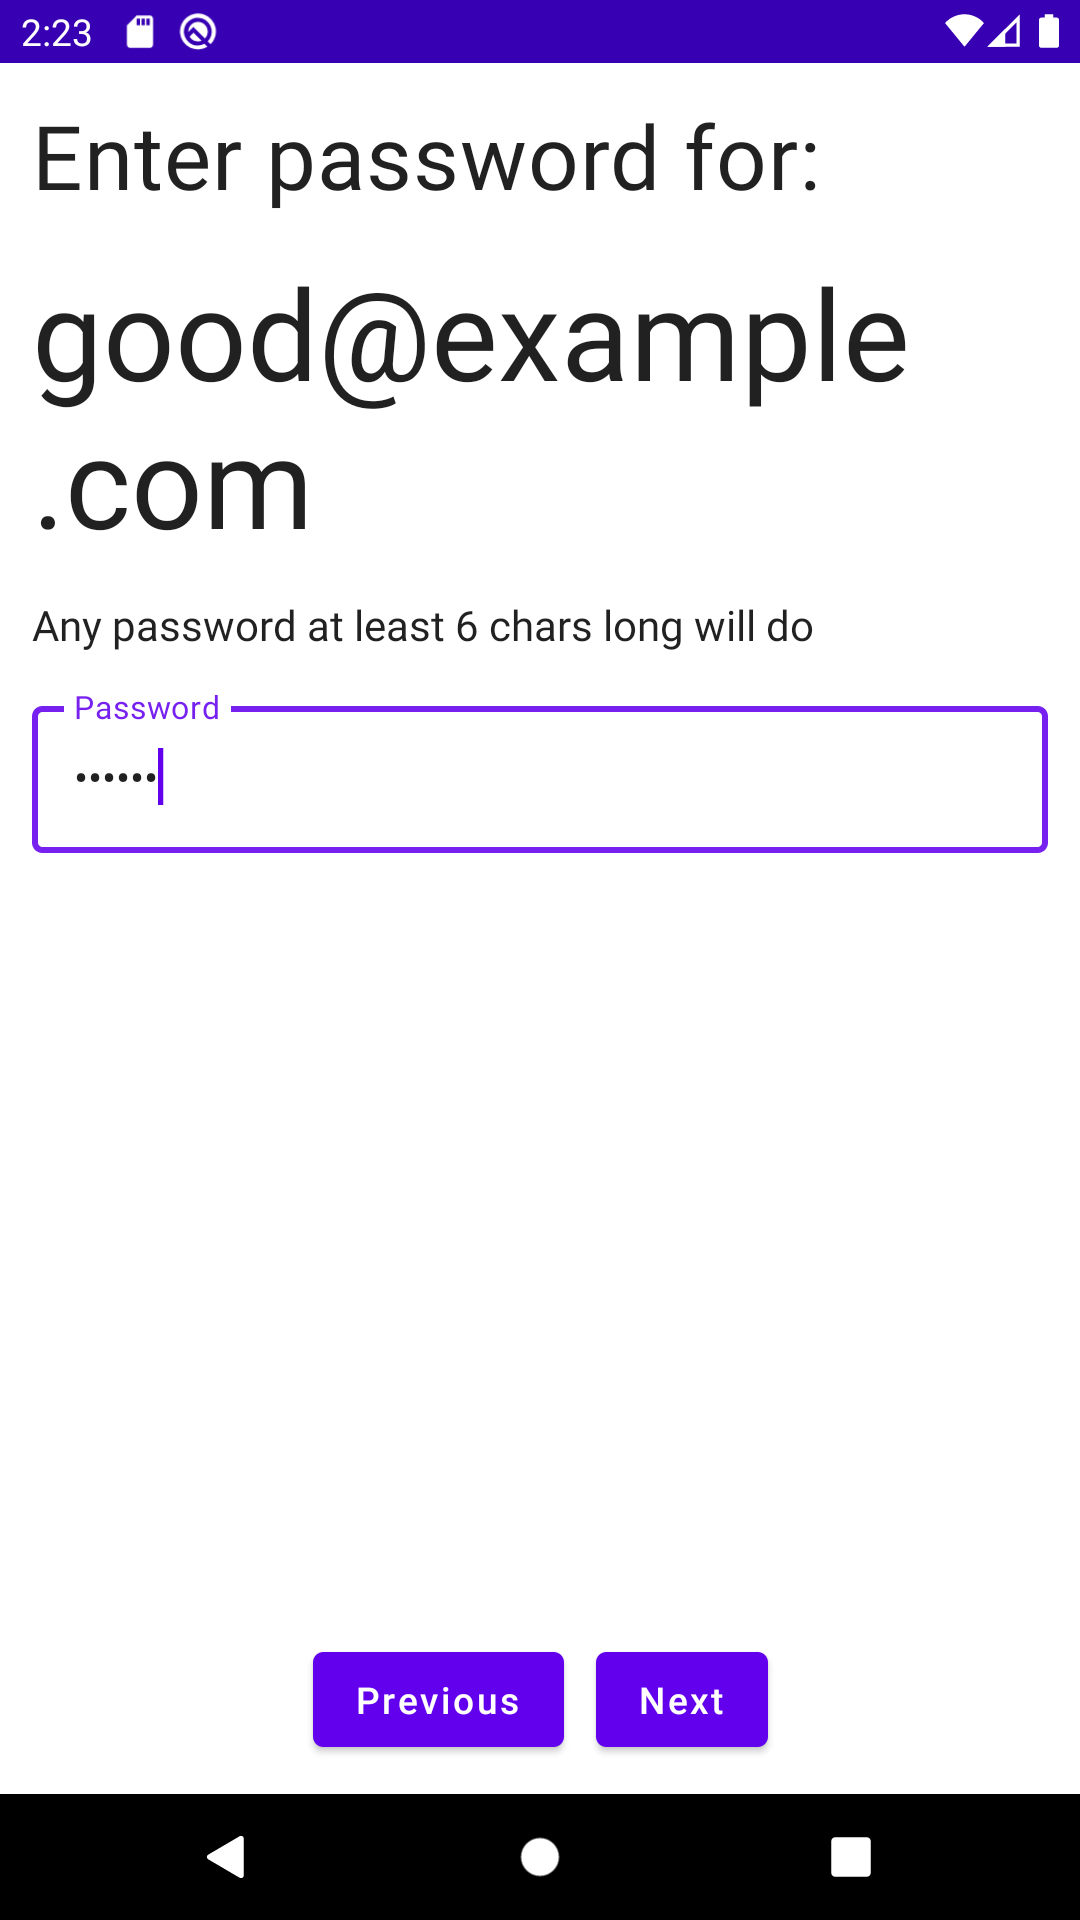 2:23
Enter password for:
good@example
.com
Any password at least 6 chars long will do
Password
••••••
Previous
Next